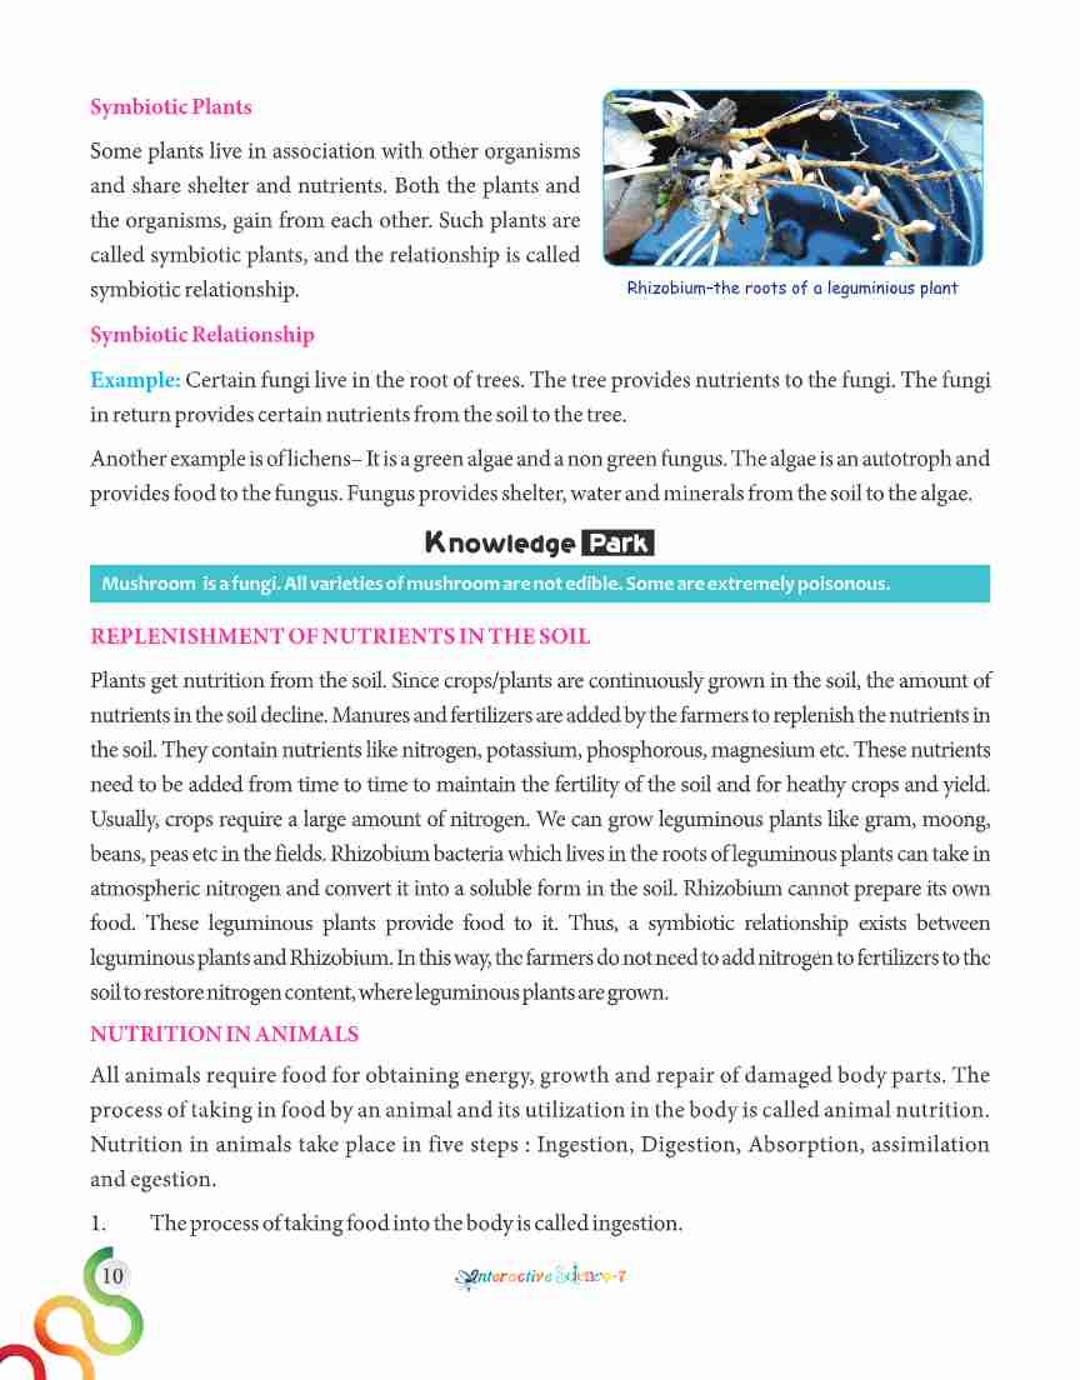 Symbiotic Plants
Some plants live in association with other organisms
and share shelter and nutrients. Both the plants and
the organisms, gain from each other. Such plants are
called symbiotic plants, and the relationship is called
symbiotic relationship.
Rhizobium-the roots of a leguminious plant
Symbiotic Relationship
Example: Certain fungi live in the root of trees. The tree provides nutrients to the fungi. The fungi
in return provides certain nutrients from the soil to the tree.
Another example is of lichens– It is a green algae and a non green fungus. The algae is an autotroph and
provides food to the fungus. Fungus provides shelter, water and minerals from the soil to the algae.
Knowledge Park
Mushroom is a fungi. All varieties of mushroom are not edible. Some are extremely poisonous.
REPLENISHMENT OF NUTRIENTS IN THE SOIL
Plants get nutrition from the soil. Since crops/plants are continuously grown in the soil, the amount of
nutrients in the soil decline. Manures and fertilizers are added by the farmers to replenish the nutrients in
the soil. They contain nutrients like nitrogen, potassium, phosphorous, magnesium etc. These nutrients
need to be added from time to time to maintain the fertility of the soil and for heathy crops and yield.
Usually, crops require a large amount of nitrogen. We can grow leguminous plants like gram, moong,
beans, peas etc in the fields. Rhizobium bacteria which lives in the roots of leguminous plants can take in
atmospheric nitrogen and convert it into a soluble form in the soil. Rhizobium cannot prepare its own
food. These leguminous plants provide food to it. Thus, a symbiotic relationship exists between
leguminous plants and Rhizobium. In this way, the farmers do not need to add nitrogen to fertilizers to the
soil to restore nitrogen content, where leguminous plants are grown.
NUTRITION IN ANIMALS
All animals require food for obtaining energy, growth and repair of damaged body parts. The
process of taking in food by an animal and its utilization in the body is called animal nutrition.
Nutrition in animals take place in five steps : Ingestion, Digestion, Absorption, assimilation
and egestion.
1. The process of taking food into the body is called ingestion.
10
Interactive Science-7